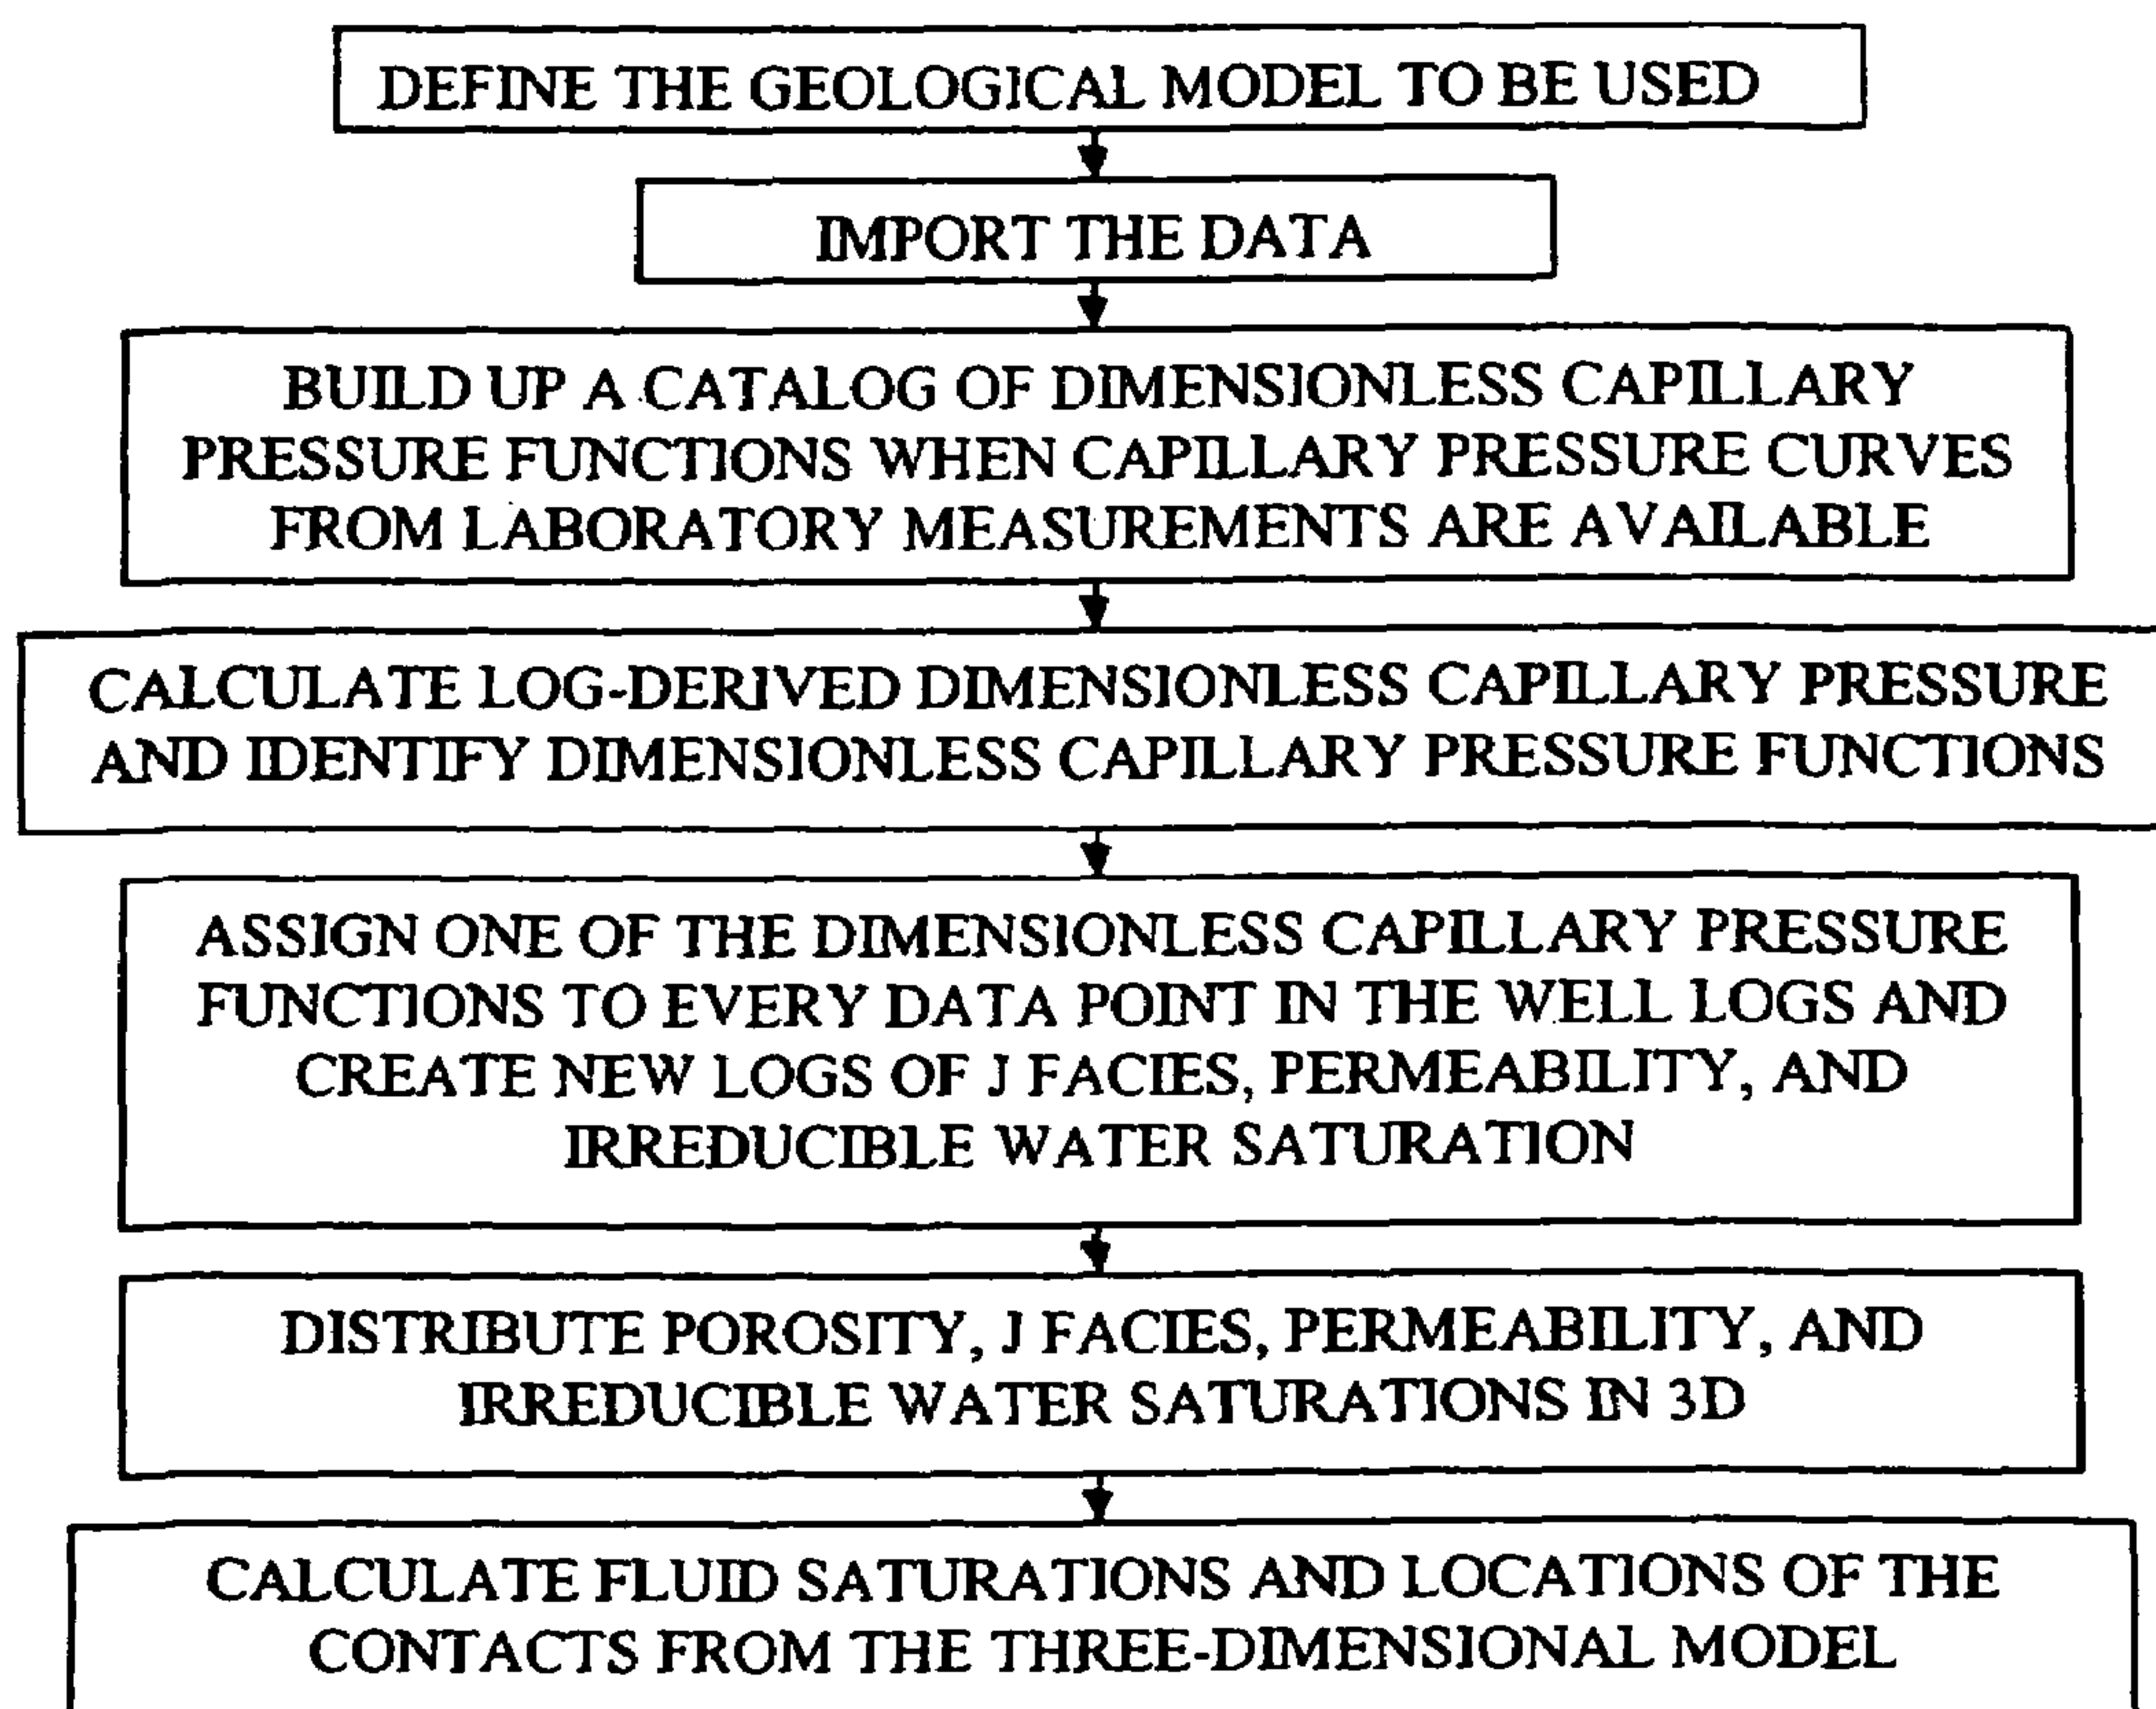 DEFINE THE GEOLOGICAL MODEL TO BE USED
IMPORT THE DATA
BUILD UP A CATALOG OF DIMENSIONLESS CAPILLARY
PRESSURE FUNCTIONS WHEN CAPILLARY PRESSURE CURVES
FROM LABORATORY MEASUREMENTS ARE AVAILABLE
CALCULATE LOG-DERIVED DIMENSIONLESS CAPILLARY PRESSURE
AND IDENTIFY DIMENSIONLESS CAPILLARY PRESSURE FUNCTIONS
ASSIGN ONE OF THE DIMENSIONLESS CAPILLARY PRESSURE
FUNCTIONS TO EVERY DATA POINT IN THE WELL LOGS AND
CREATE NEW LOGS OF J FACIES, PERMEABILITY, AND
IRREDUCIBLE WATER SATURATION
DISTRIBUTE POROSITY, J FACIES, PERMEABILITY, AND
IRREDUCIBLE WATER SATURATIONS IN 3D
CALCULATE FLUID SATURATIONS AND LOCATIONS OF THE
CONTACTS FROM THE THREE-DIMENSIONAL MODEL